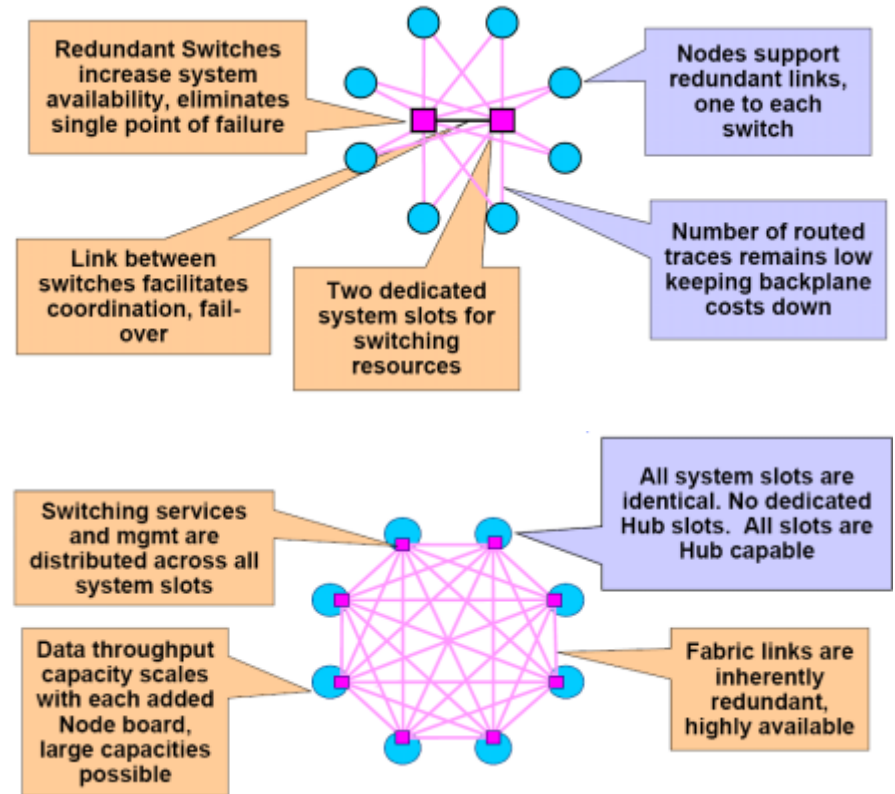 Redundant Switches
increase system
availability, eliminates
single point of failure
Nodes support
redundant links,
one to each
switch
Link between
switches facilitates
coordination, fail-
over
Two dedicated
system slots for
switching
resources
Number of routed
traces remains low
keeping backplane
costs down
Switching services
and mgmt are
distributed across all
system slots
All system slots are
identical. No dedicated
Hub slots. All slots are
Hub capable
Data throughput
capacity scales
with each added
Node board,
large capacities
possible
Fabric links are
inherently
redundant,
highly available